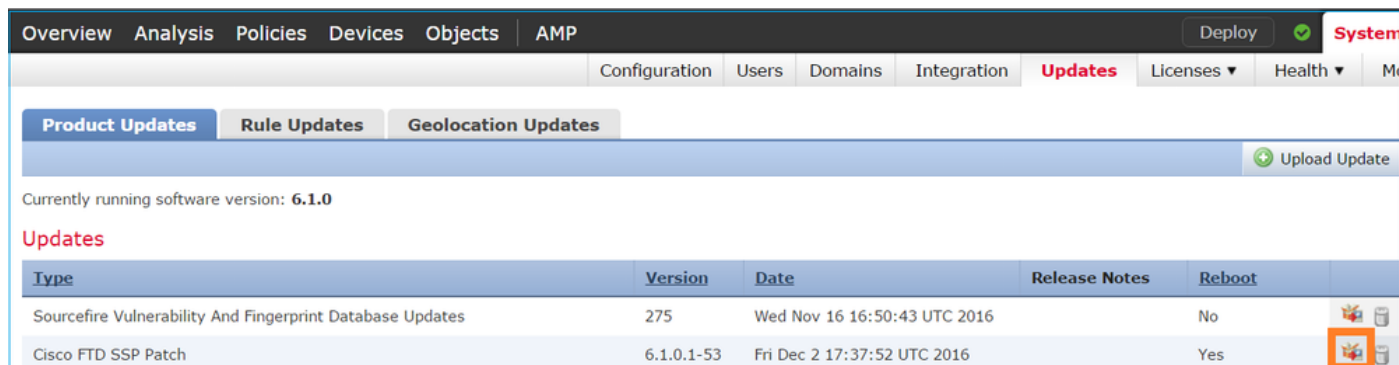 Overview Analysis Policies Devices Objects AMP Deploy System
Configuration Users Domains Integration Updates Licenses ▾ Health ▾
Product Updates Rule Updates Geolocation Updates
Upload Update
Currently running software version: 6.1.0
Updates
Type Version Date Release Notes Reboot
Sourcefire Vulnerability And Fingerprint Database Updates 275 Wed Nov 16 16:50:43 UTC 2016 No
Cisco FTD SSP Patch 6.1.0.1-53 Fri Dec 2 17:37:52 UTC 2016 Yes